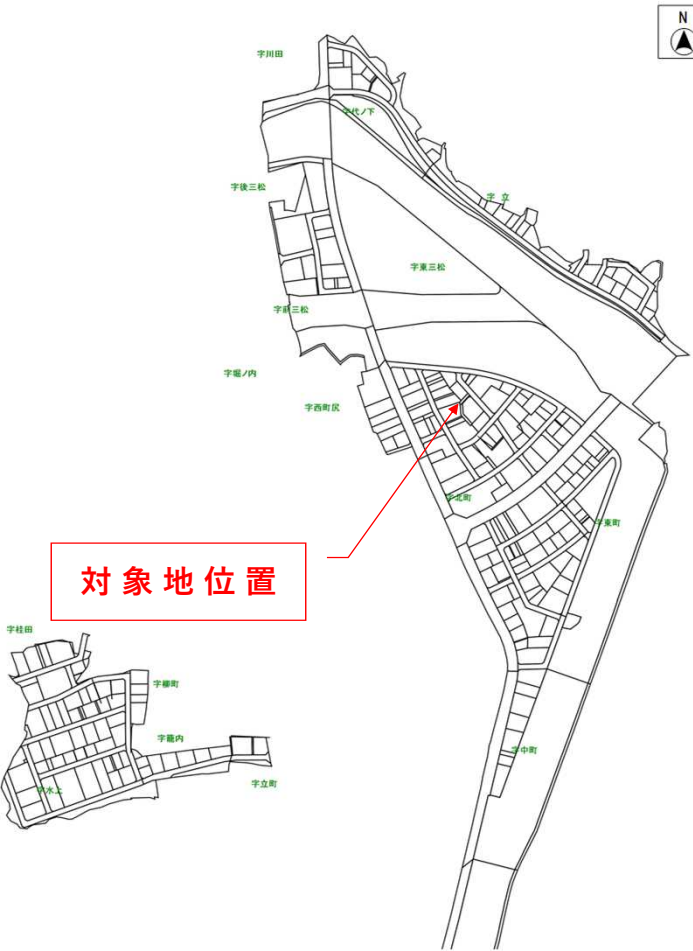 N
字川田
字代ノ下
字後三松
字立
字東三松
字前三松
字堀ノ内
字西町尻
字北町
字東町
対象地位置
字桂田
字柳町
字籠内
字中町
字水上
字立町